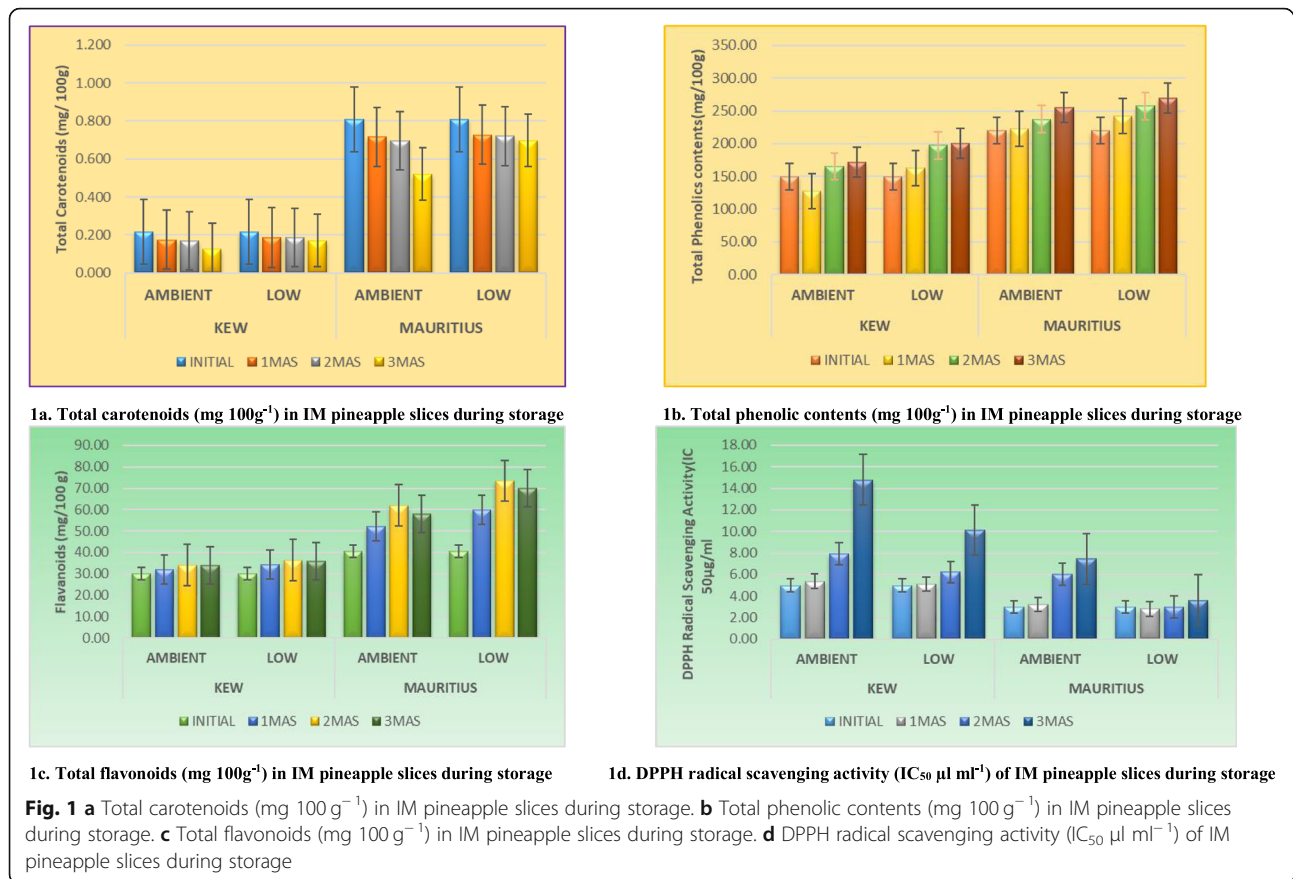 1.200
1.000
0.800
0.600
0.400
0.200
0.000
Total Carotenoids (mg/ 100g)
AMBIENT LOW AMBIENT LOW
KEW MAURITIUS
INITIAL 1MAS 2MAS 3MAS
1a. Total carotenoids (mg 100g-1) in IM pineapple slices during storage
350.00
300.00
250.00
200.00
150.00
100.00
50.00
0.00
Total Phenolics contents(mg/100g)
AMBIENT LOW AMBIENT LOW
KEW MAURITIUS
INITIAL 1MAS 2MAS 3MAS
1b. Total phenolic contents (mg 100g-1) in IM pineapple slices during storage
90.00
80.00
70.00
60.00
50.00
40.00
30.00
20.00
10.00
0.00
Flavanoids (mg/100 g)
AMBIENT LOW AMBIENT LOW
KEW MAURITIUS
INITIAL 1MAS 2MAS 3MAS
1c. Total flavonoids (mg 100g-1) in IM pineapple slices during storage
18.00
16.00
14.00
12.00
10.00
8.00
6.00
4.00
2.00
0.00
DPPH Radical Scavenging Activity(IC
50µg/ml
AMBIENT LOW AMBIENT LOW
KEW MAURITIUS
INITIAL 1MAS 2MAS 3MAS
1d. DPPH radical scavenging activity (IC50 µl ml-1) of IM pineapple slices during storage
Fig. 1 a Total carotenoids (mg 100 g− 1) in IM pineapple slices during storage. b Total phenolic contents (mg 100 g− 1) in IM pineapple slices
during storage. c Total flavonoids (mg 100 g− 1) in IM pineapple slices during storage. d DPPH radical scavenging activity (IC50 µl ml− 1) of IM
pineapple slices during storage